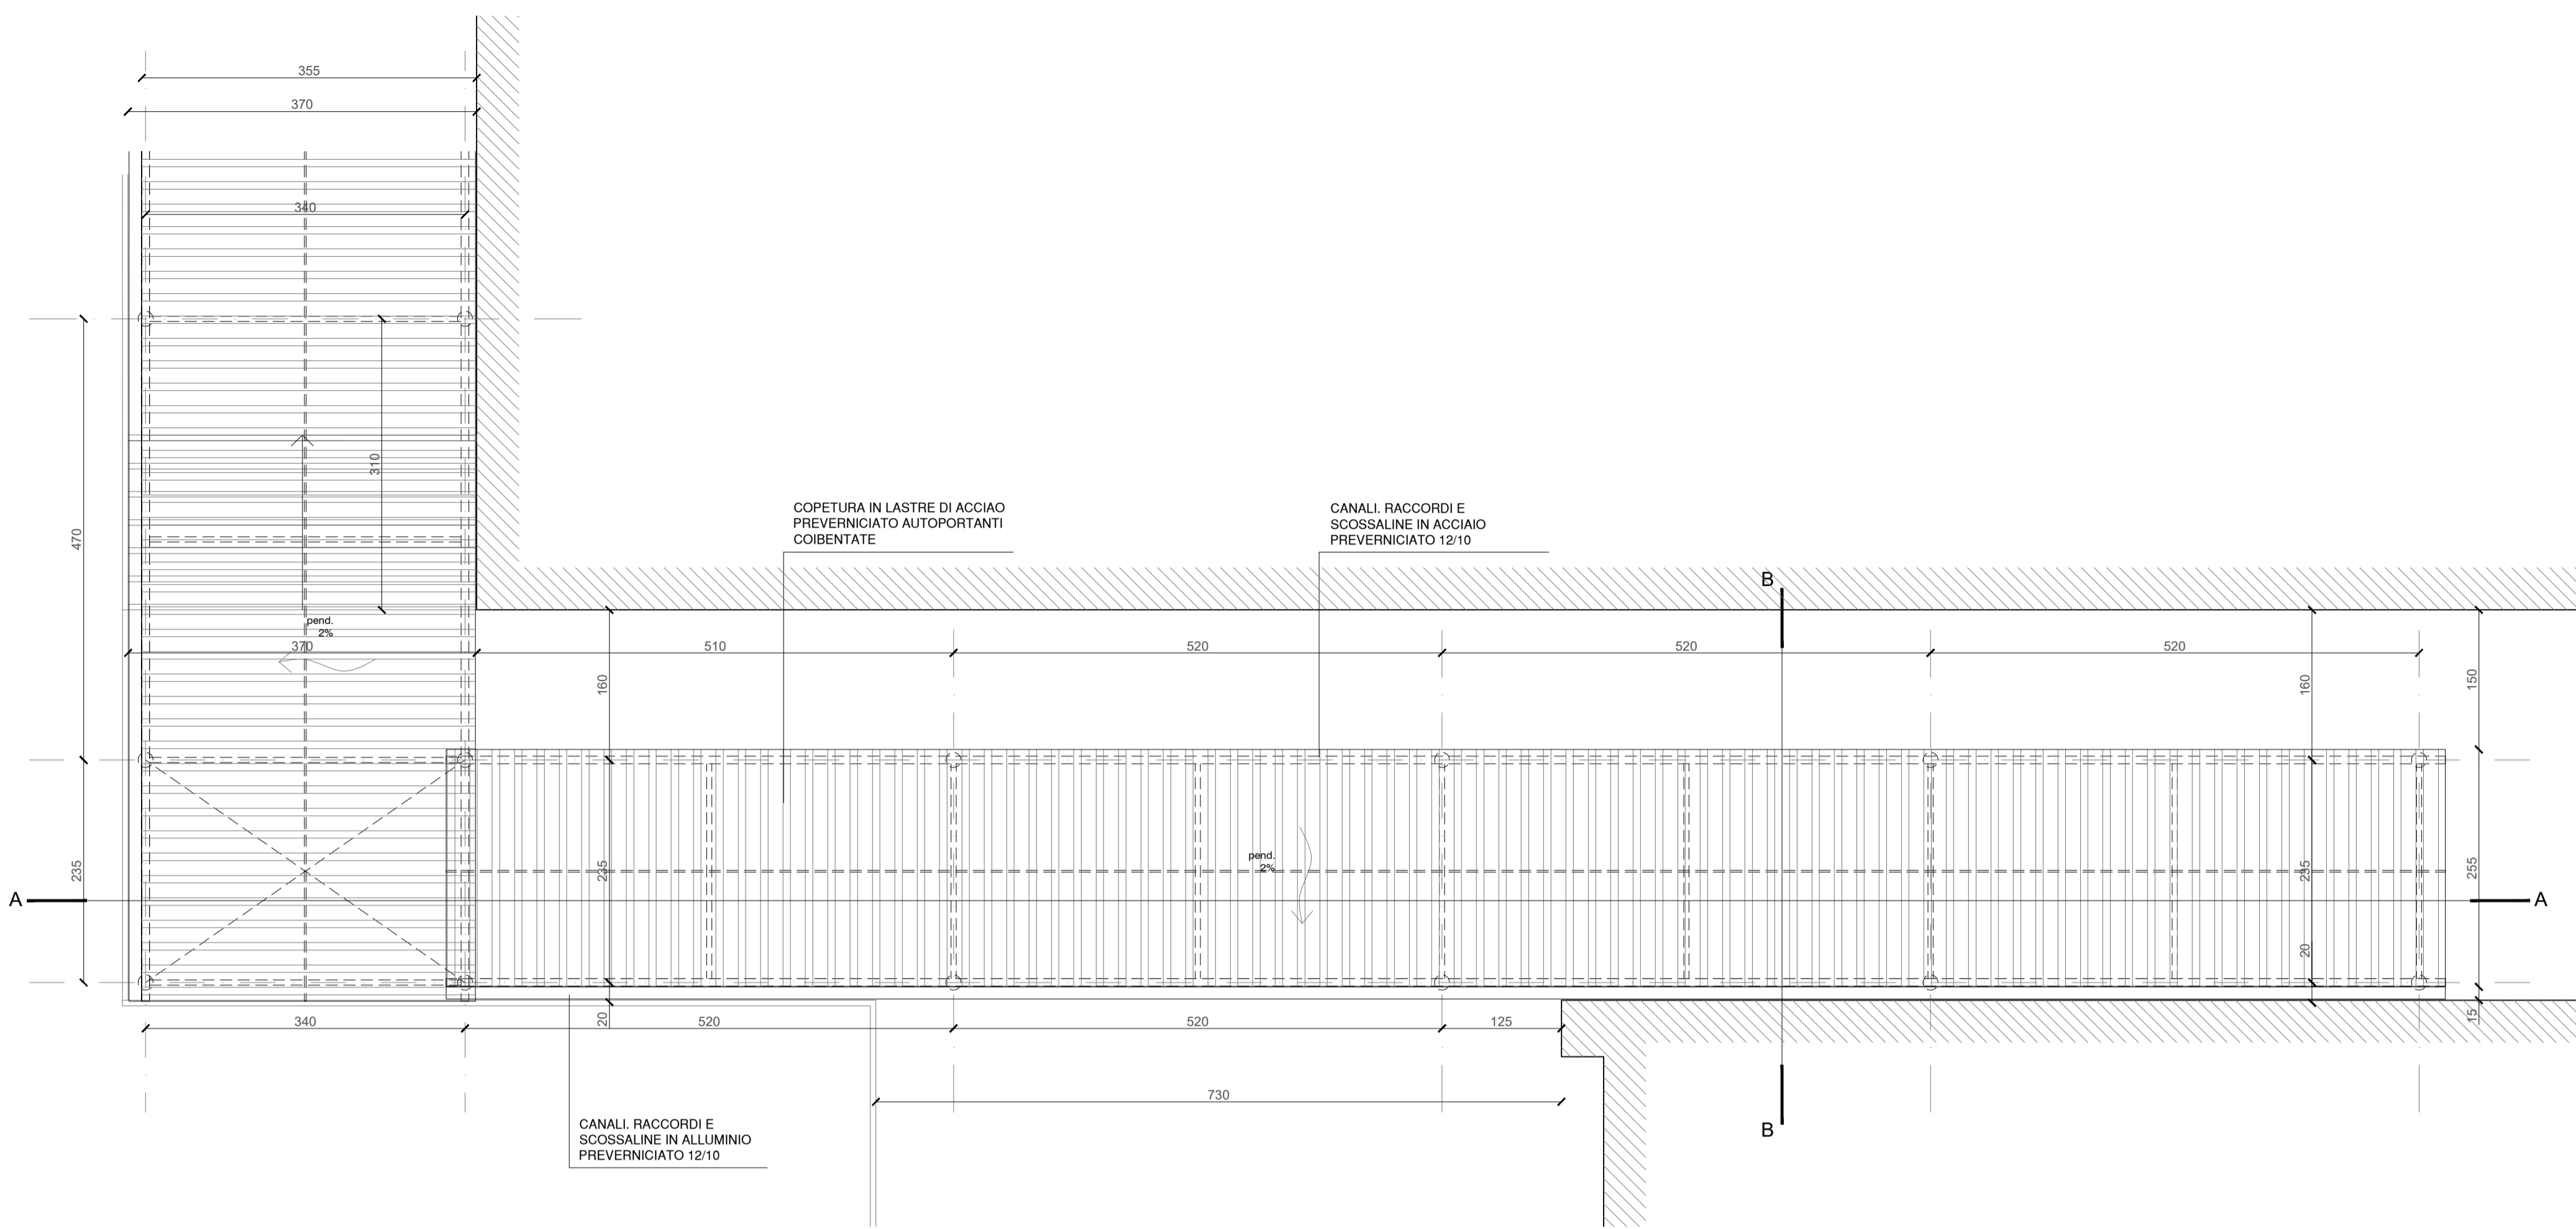 355
370
340
310
470
COPETURA IN LASTRE DI ACCIAO
PREVERNICIATO AUTOPORTANTI
COIBENTATE
CANALI. RACCORDI E
SCOSSALINE IN ACCIAIO
PREVERNICIATO 12/10
B
pend.
2%
370
510
520
520
520
160
160
150
235
235
pend.
2%
235
255
A
A
20
20
15
340
520
520
125
730
CANALI. RACCORDI E
SCOSSALINE IN ALLUMINIO
PREVERNICIATO 12/10
B